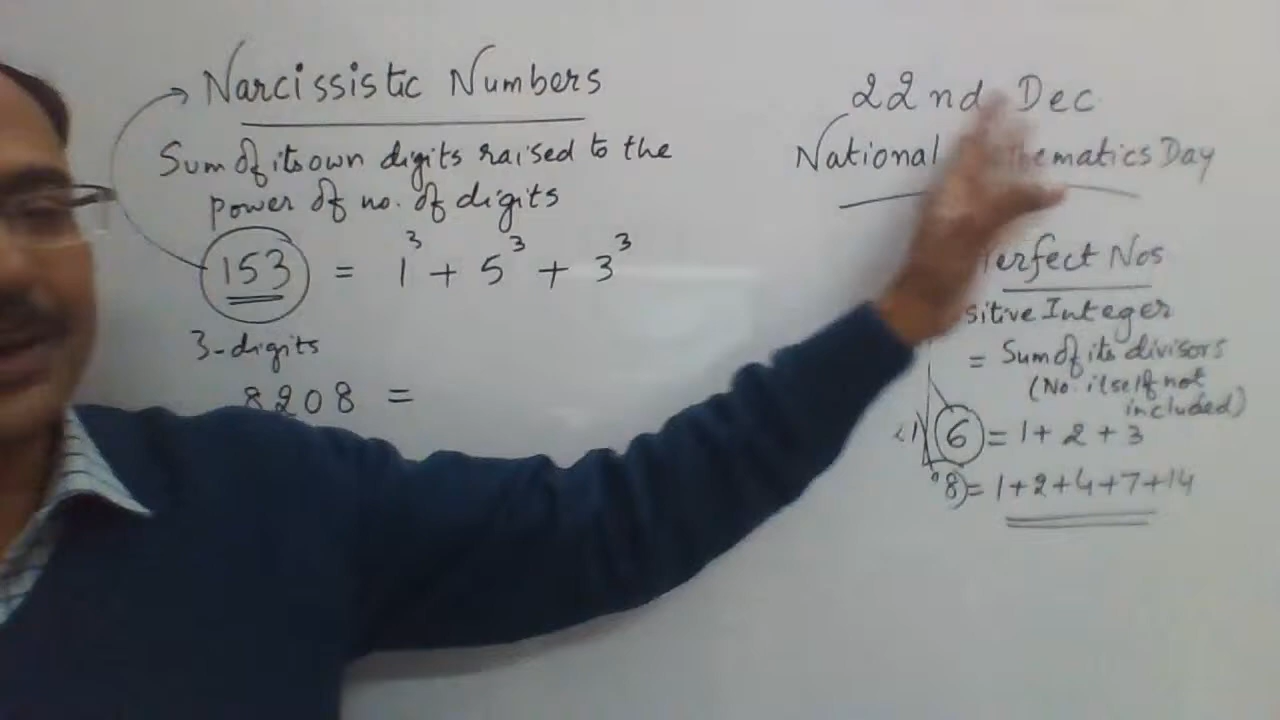 Narcissistic Numbers
Sum of its own digits raised to the
power of no. of digits
153 = 1³ + 5³ + 3³
3-digits
8208 =
22nd Dec
National Day
Nos
Integer
= Sum of its divisors
(No. itself not
included)
6 = 1 + 2 + 3
8 = 1+2+4+7+14